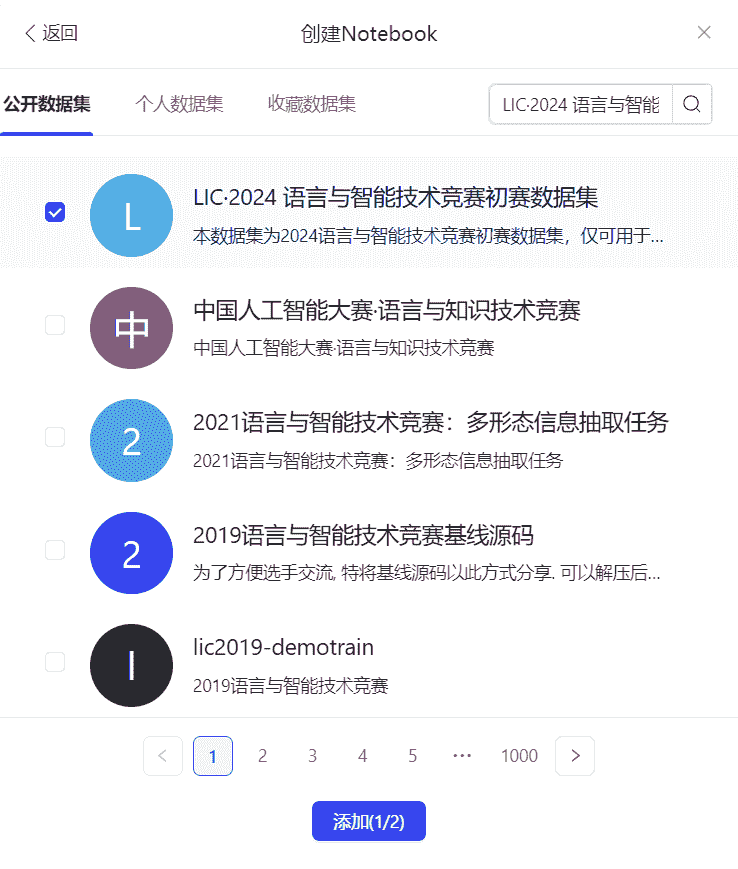 返回
创建Notebook
公开数据集 个人数据集 收藏数据集 LIC·2024 语言与智能
L
LIC·2024 语言与智能技术竞赛初赛数据集
本数据集为2024语言与智能技术竞赛初赛数据集，仅可用于...
中
中国人工智能大赛·语言与知识技术竞赛
中国人工智能大赛·语言与知识技术竞赛
2
2021语言与智能技术竞赛：多形态信息抽取任务
2021语言与智能技术竞赛：多形态信息抽取任务
2
2019语言与智能技术竞赛基线源码
为了方便选手交流, 特将基线源码以此方式分享. 可以解压后...
l
lic2019-demotrain
2019语言与智能技术竞赛
1 2 3 4 5 ··· 1000
添加(1/2)